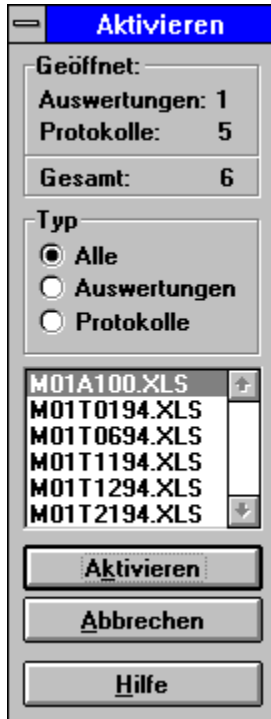 Aktivieren
Geöffnet:
Auswertungen: 1
Protokolle: 5
Gesamt: 6
Typ
Alle
Auswertungen
Protokolle
M01A100.XLS
M01T0194.XLS
M01T0694.XLS
M01T1194.XLS
M01T1294.XLS
M01T2194.XLS
Aktivieren
Abbrechen
Hilfe